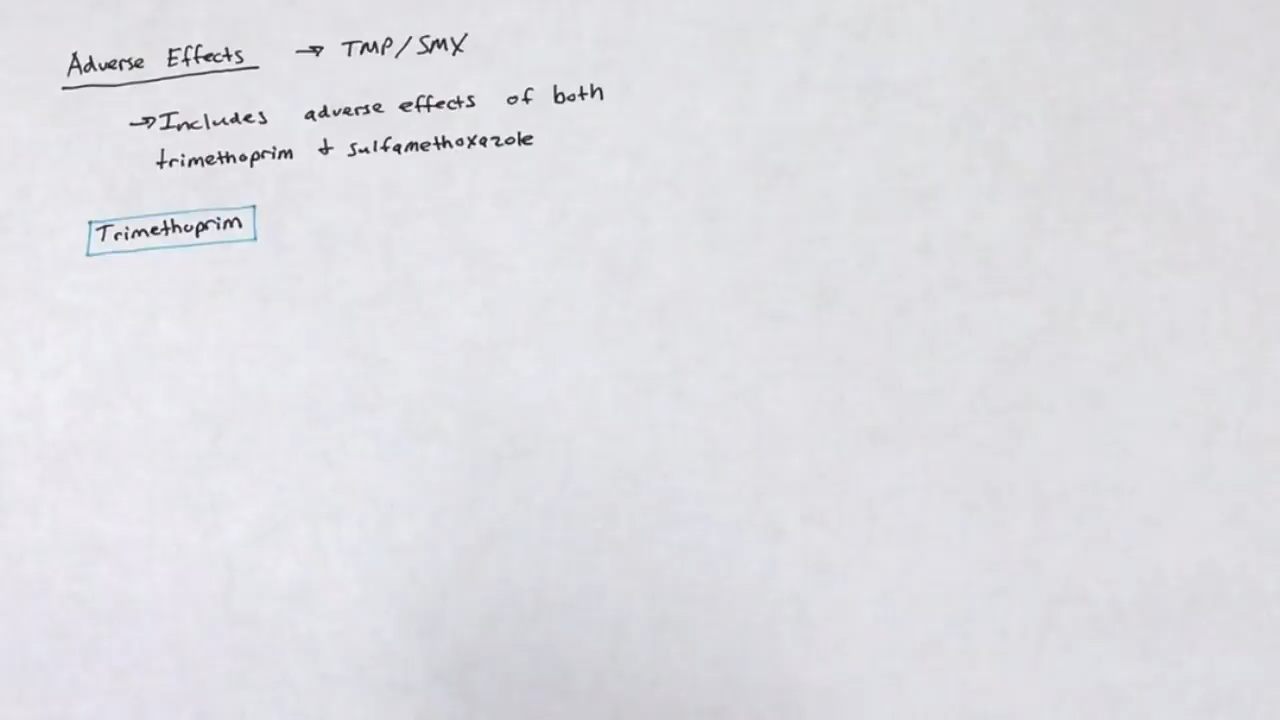 Adverse Effects → TMP/SMX
→ Includes adverse effects of both
trimethoprim + sulfamethoxazole
Trimethoprim